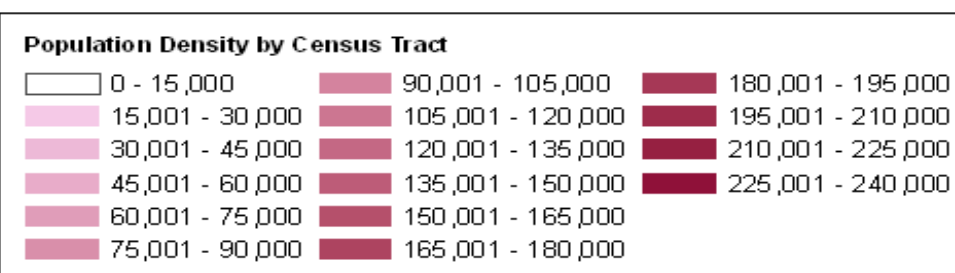 Population Density by Census Tract
0 - 15,000
15,001 - 30,000
30,001 - 45,000
45,001 - 60,000
60,001 - 75,000
75,001 - 90,000
90,001 - 105,000
105,001 - 120,000
120,001 - 135,000
135,001 - 150,000
150,001 - 165,000
165,001 - 180,000
180,001 - 195,000
195,001 - 210,000
210,001 - 225,000
225,001 - 240,000